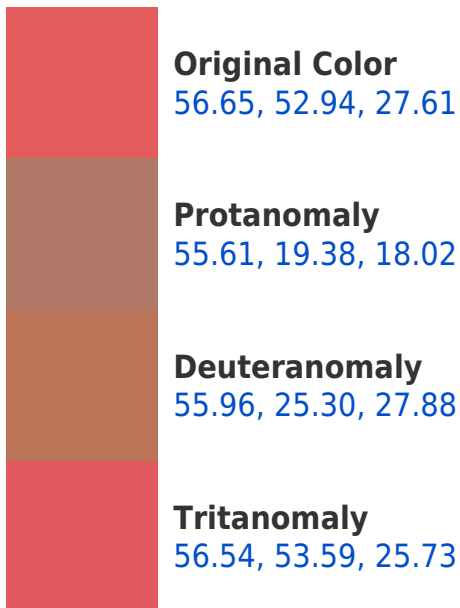 Original Color
56.65, 52.94, 27.61
Protanomaly
55.61, 19.38, 18.02
Deuteranomaly
55.96, 25.30, 27.88
Tritanomaly
56.54, 53.59, 25.73